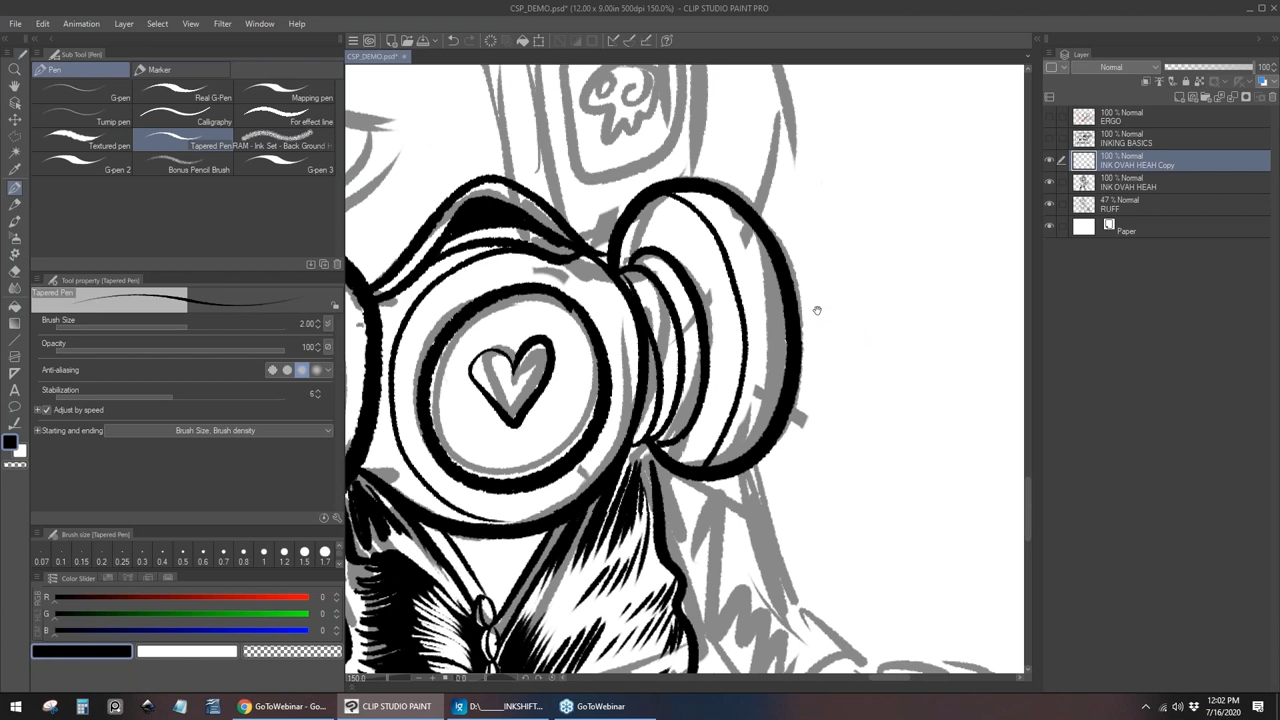 CSP_DEMO.psd* (12.00 x 9.00in 500dpi 150.0%) - CLIP STUDIO PAINT PRO
File Edit Animation Layer Select View Filter Window Help
Sub Tool [Pen]
CSP_DEMO.psd*
Layer
Pen Marker
Normal 100
G-pen Real G-Pen Mapping pen
Turnip pen Calligraphy For effect line
Textured pen Tapered Pen RAM - Ink Set - Back Ground
G-pen 2 Bonus Pencil Brush G-pen 3
100 % Normal
ERGO
100 % Normal
INKING BASICS
100 % Normal
INK OVAH HEAH Copy
100 % Normal
INK OVAH HEAH
47 % Normal
RUFF
Paper
Tool property [Tapered Pen]
Tapered Pen
Brush Size 2.00
Opacity 100
Anti-aliasing
Stabilization 6
Adjust by speed
Starting and ending Brush Size, Brush density
Brush size [Tapered Pen]
0.07 0.1 0.15 0.2 0.25 0.3 0.4 0.5 0.6 0.7 0.8 1 1.2 1.5 1.7
Color Slider
R 0
G 0
B 0
150.0 0.0
GoToWebinar - Go... CLIP STUDIO PAINT D:\_____INKSHIFT... GoToWebinar
12:02 PM
7/16/2020